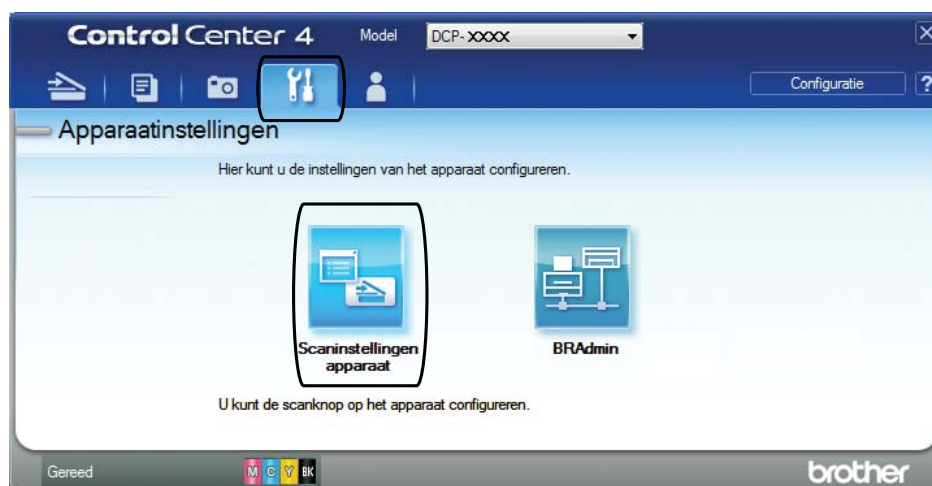 Control Center 4 Model DCP-XXXX X
Configuratie ?
Apparaatinstellingen
Hier kunt u de instellingen van het apparaat configureren.
Scaninstellingen
apparaat
BRAdmin
U kunt de scanknop op het apparaat configureren.
Gereed M C Y BK brother